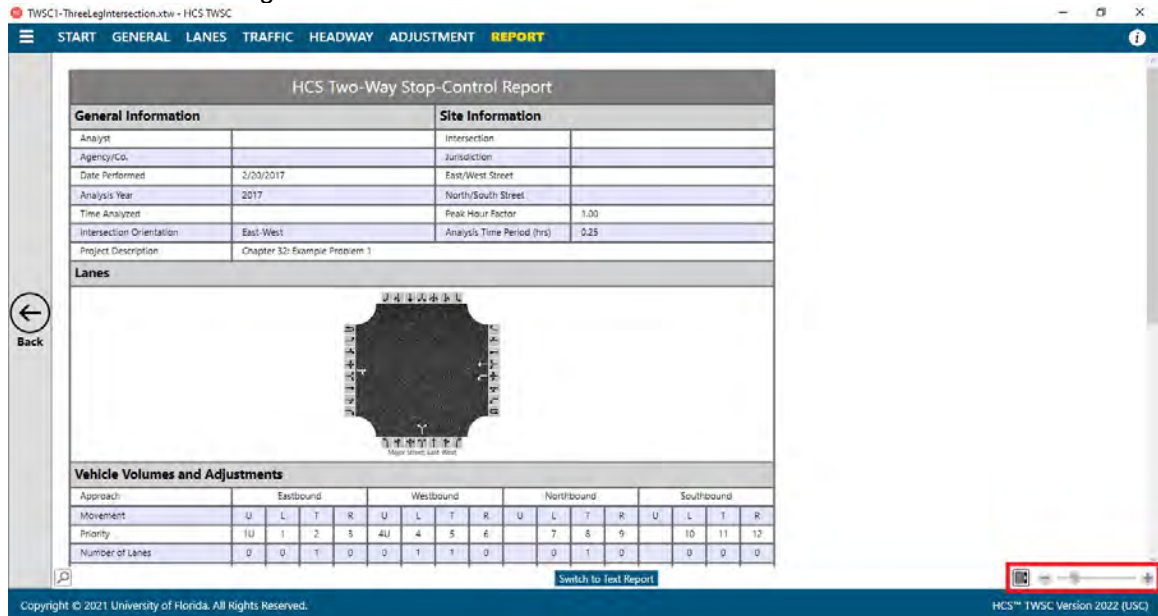 TWSC1-ThreeLegIntersection.xtw - HCS TWSC
START GENERAL LANES TRAFFIC HEADWAY ADJUSTMENT REPORT
HCS Two-Way Stop-Control Report
General Information Site Information
Analyst Intersection
Agency/Co. Jurisdiction
Date Performed 2/20/2017 East/West Street
Analysis Year 2017 North/South Street
Time Analyzed Peak Hour Factor 1.00
Intersection Orientation East-West Analysis Time Period (hrs) 0.25
Project Description Chapter 32: Example Problem 1
Lanes
Back
Major Street: East-West
Vehicle Volumes and Adjustments
Approach Eastbound Westbound Northbound Southbound
Movement U L T R U L T R U L T R U L T R
Priority 1U 1 2 3 4U 4 5 6 7 8 9 10 11 12
Number of Lanes 0 0 1 0 0 1 1 0 0 1 0 0 0 0
Switch to Text Report
Copyright © 2021 University of Florida. All Rights Reserved. HCS™ TWSC Version 2022 (USC)